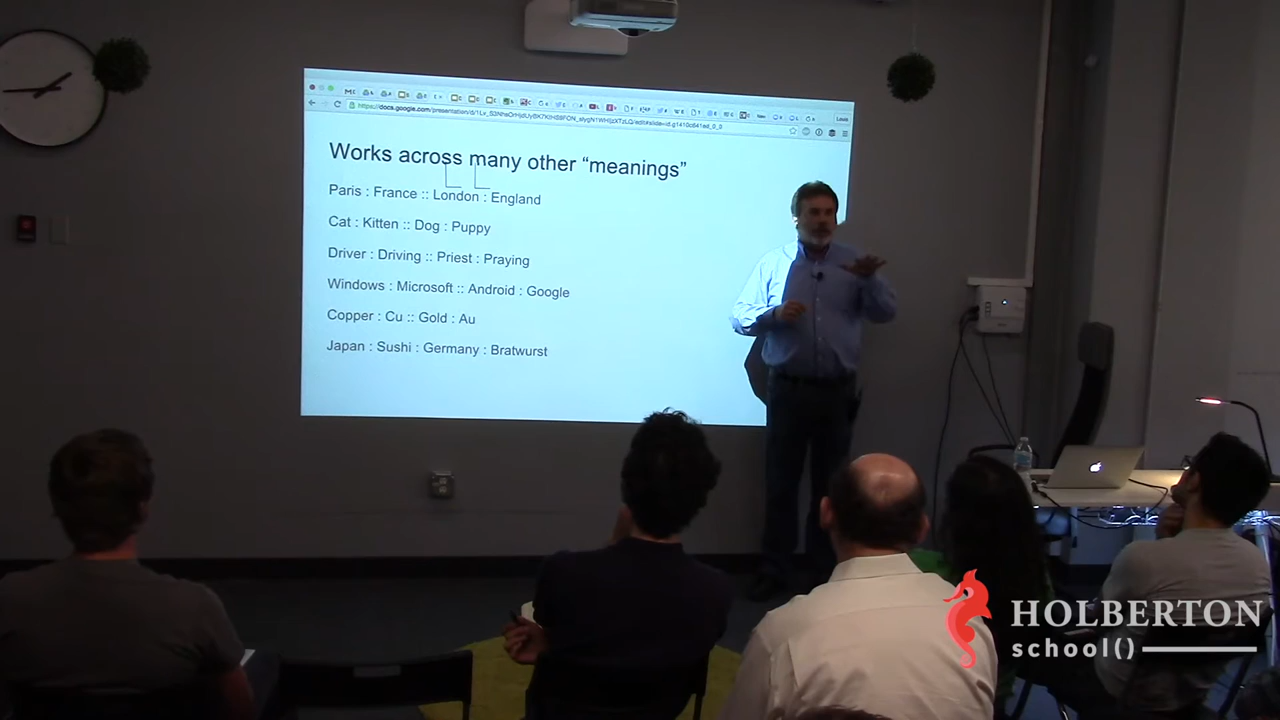 Works across many other “meanings”
Paris : France :: London : England
Cat : Kitten :: Dog : Puppy
Driver : Driving :: Priest : Praying
Windows : Microsoft :: Android : Google
Copper : Cu :: Gold : Au
Japan : Sushi : Germany : Bratwurst
HOLBERTON
school()